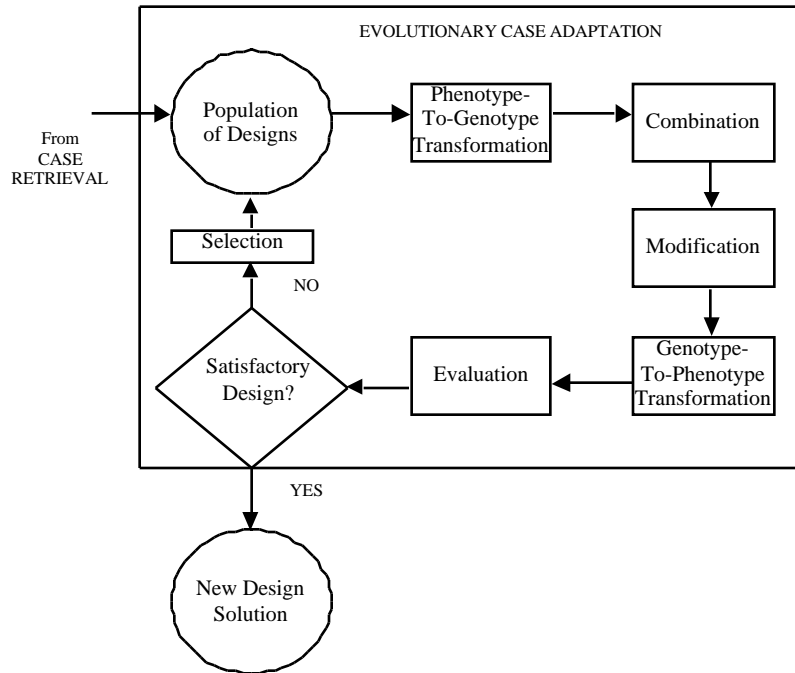 EVOLUTIONARY CASE ADAPTATION
From
CASE
RETRIEVAL
Population
of Designs
Phenotype-
To-Genotype
Transformation
Combination
Modification
Genotype-
To-Phenotype
Transformation
Evaluation
Satisfactory
Design?
NO
Selection
YES
New Design
Solution